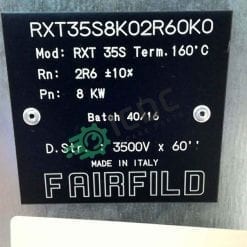 RXT35S8K02R60K0
Mod: RXT 35S Term.160°C
Rn: 2R6 ±10%
Pn: 8 KW
Batch 40/16
D.Str.: 3500V x 60''
MADE IN ITALY
FAIRFILD